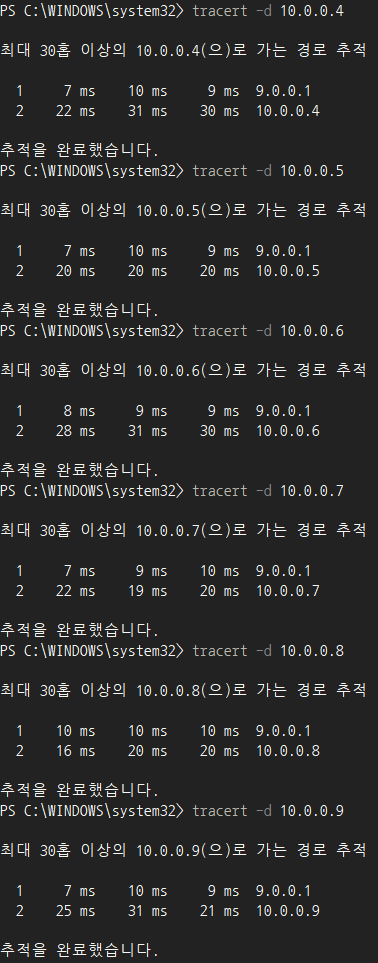 PS C:\WINDOWS\system32> tracert -d 10.0.0.4
최대 30홉 이상의 10.0.0.4(으)로 가는 경로 추적
1 7 ms 10 ms 9 ms 9.0.0.1
2 22 ms 31 ms 30 ms 10.0.0.4
추적을 완료했습니다.
PS C:\WINDOWS\system32> tracert -d 10.0.0.5
최대 30홉 이상의 10.0.0.5(으)로 가는 경로 추적
1 7 ms 10 ms 9 ms 9.0.0.1
2 20 ms 20 ms 20 ms 10.0.0.5
추적을 완료했습니다.
PS C:\WINDOWS\system32> tracert -d 10.0.0.6
최대 30홉 이상의 10.0.0.6(으)로 가는 경로 추적
1 8 ms 9 ms 9 ms 9.0.0.1
2 28 ms 31 ms 30 ms 10.0.0.6
추적을 완료했습니다.
PS C:\WINDOWS\system32> tracert -d 10.0.0.7
최대 30홉 이상의 10.0.0.7(으)로 가는 경로 추적
1 7 ms 9 ms 10 ms 9.0.0.1
2 22 ms 19 ms 20 ms 10.0.0.7
추적을 완료했습니다.
PS C:\WINDOWS\system32> tracert -d 10.0.0.8
최대 30홉 이상의 10.0.0.8(으)로 가는 경로 추적
1 10 ms 10 ms 10 ms 9.0.0.1
2 16 ms 20 ms 20 ms 10.0.0.8
추적을 완료했습니다.
PS C:\WINDOWS\system32> tracert -d 10.0.0.9
최대 30홉 이상의 10.0.0.9(으)로 가는 경로 추적
1 7 ms 10 ms 9 ms 9.0.0.1
2 25 ms 31 ms 21 ms 10.0.0.9
추적을 완료했습니다.